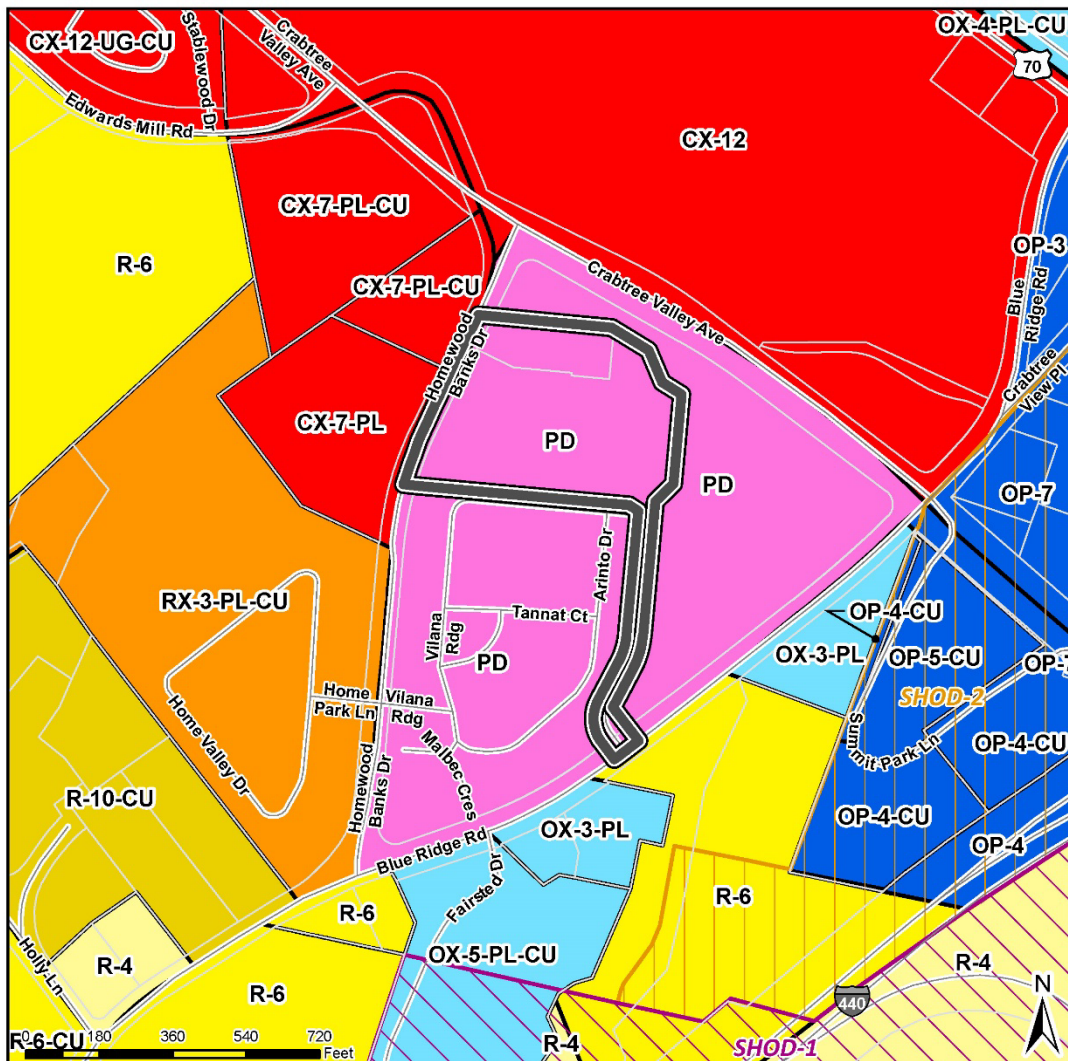 CX-12-UG-CU
Stablewood Dr
Crabtree
Valley Ave
OX-4-PL-CU
70
Edwards Mill Rd
CX-12
CX-7-PL-CU
R-6
OP-3
Blue
Ridge Rd
CX-7-PL-CU
Crabtree Valley Ave
Homewood
Banks Dr
Crabtree
View Pl
CX-7-PL
PD
PD
OP-7
RX-3-PL-CU
Arinto Dr
Tannat Ct
Vilana
Rdg
PD
OP-4-CU
OX-3-PL
OP-5-CU
OP-7
SHOD-2
Home
Park Ln
Vilana
Rdg
Home Valley Dr
Malbec Cres
Summit Park Ln
OP-4-CU
R-10-CU
Homewood
Banks Dr
OP-4-CU
OX-3-PL
Blue Ridge Rd
OP-4
R-6
R-6
Fairsted Dr
Holly Ln
R-4
OX-5-PL-CU
R-6
R-4
440
N
R-6-CU
R-4
SHOD-1
0 180 360 540 720
Feet